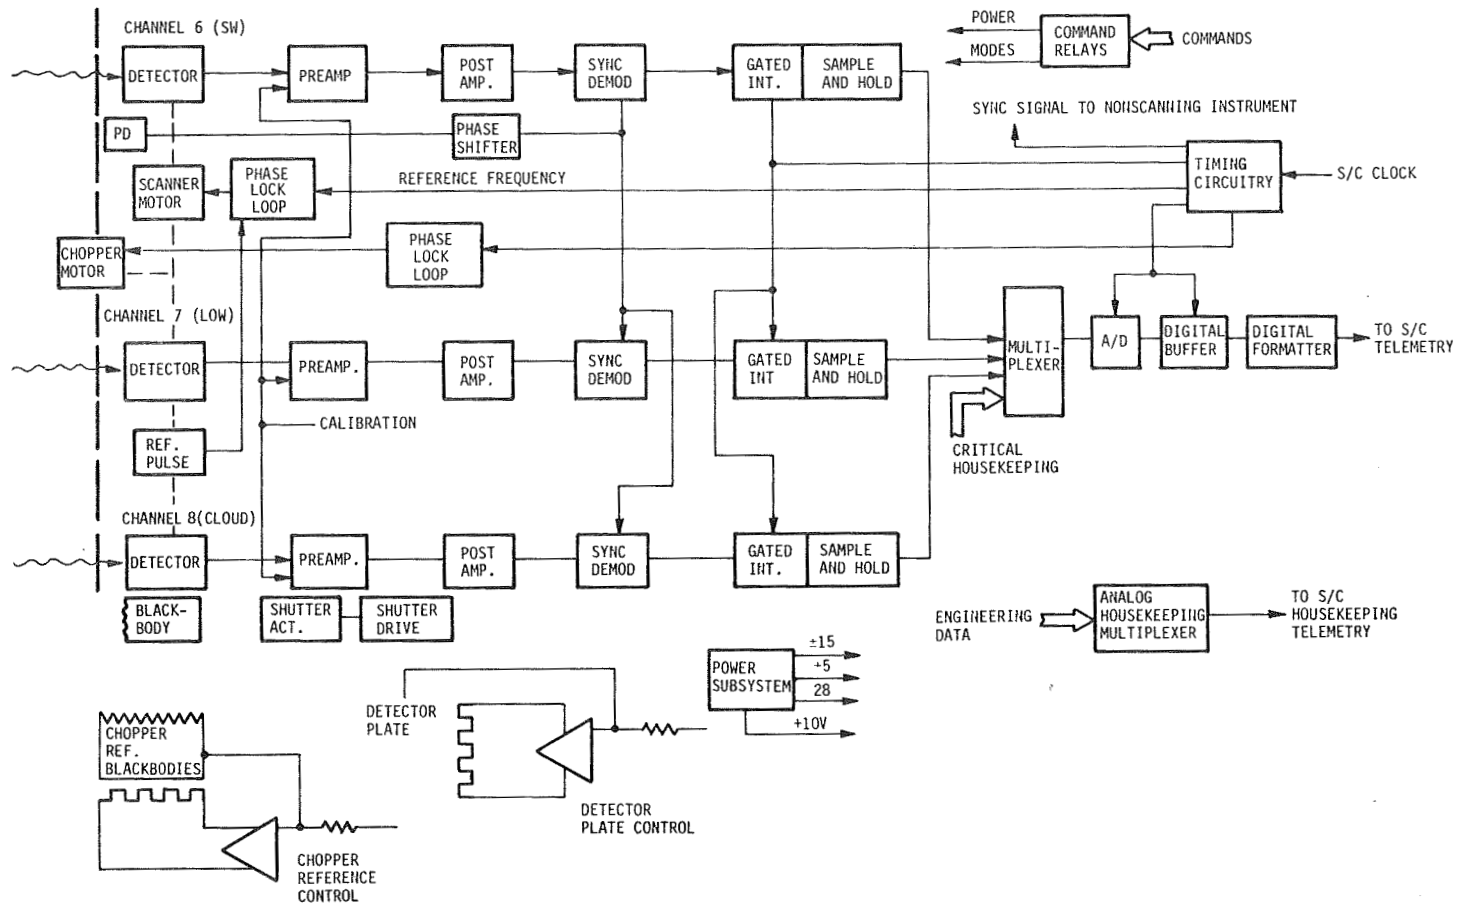 CHANNEL 6 (SW)
DETECTOR
PREAMP
POST
AMP.
SYNC
DEMOD
GATED
INT.
SAMPLE
AND HOLD
POWER
MODES
COMMAND
RELAYS
COMMANDS
SYNC SIGNAL TO NONSCANNING INSTRUMENT
PD
PHASE
SHIFTER
SCANNER
MOTOR
PHASE
LOCK
LOOP
REFERENCE FREQUENCY
TIMING
CIRCUITRY
S/C CLOCK
CHOPPER
MOTOR
PHASE
LOCK
LOOP
CHANNEL 7 (LOW)
DETECTOR
PREAMP.
POST
AMP.
SYNC
DEMOD
GATED
INT
SAMPLE
AND HOLD
MULTI-
PLEXER
A/D
DIGITAL
BUFFER
DIGITAL
FORMATTER
TO S/C
TELEMETRY
REF.
PULSE
CALIBRATION
CRITICAL
HOUSEKEEPING
CHANNEL 8(CLOUD)
DETECTOR
PREAMP.
POST
AMP.
SYNC
DEMOD
GATED
INT.
SAMPLE
AND HOLD
BLACK-
BODY
SHUTTER
ACT.
SHUTTER
DRIVE
ENGINEERING
DATA
ANALOG
HOUSEKEEPING
MULTIPLEXER
TO S/C
HOUSEKEEPING
TELEMETRY
POWER
SUBSYSTEM
±15
+5
28
+10V
DETECTOR
PLATE
DETECTOR
PLATE CONTROL
CHOPPER
REF.
BLACKBODIES
CHOPPER
REFERENCE
CONTROL